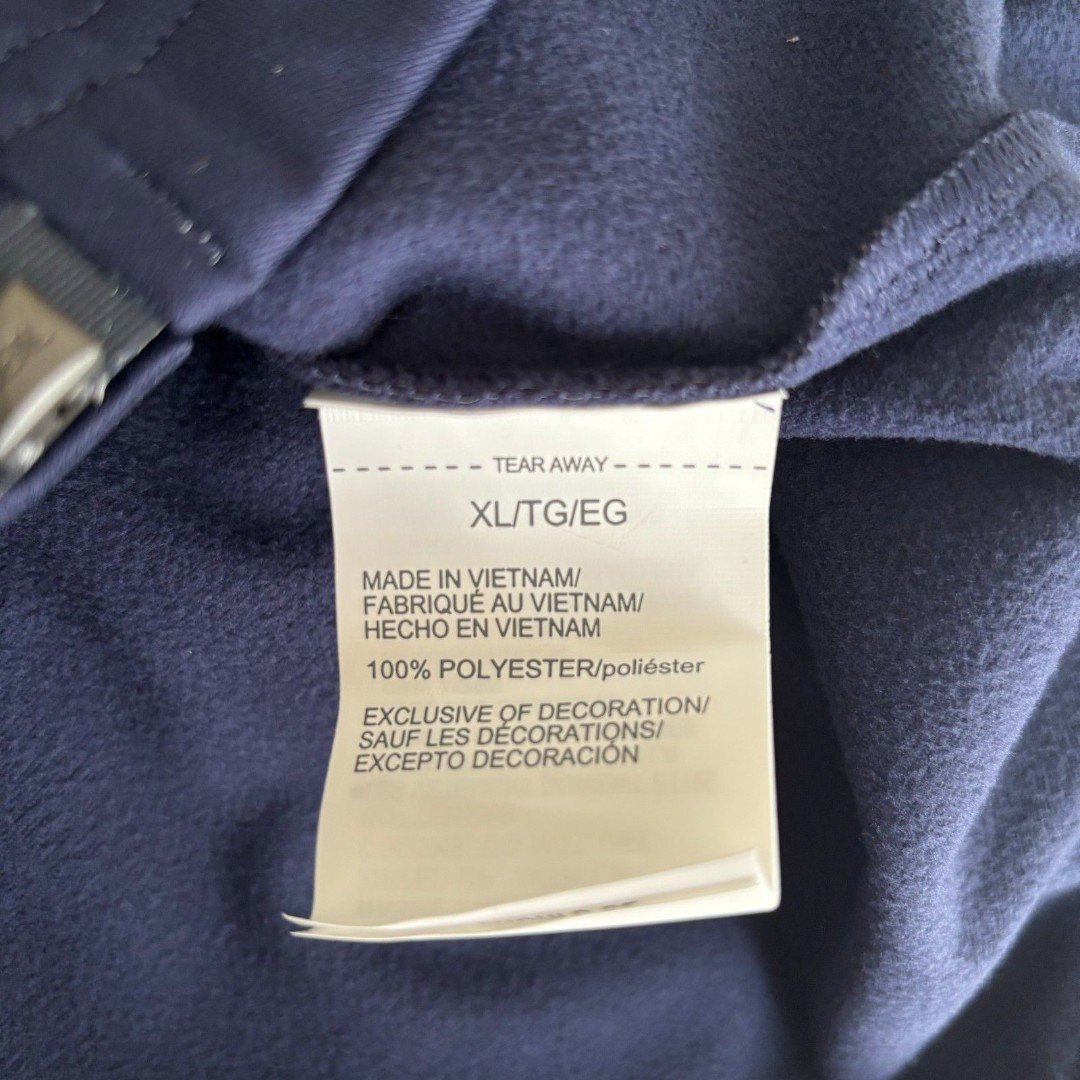 TEAR AWAY
XL/TG/EG
MADE IN VIETNAM/
FABRIQUÉ AU VIETNAM/
HECHO EN VIETNAM
100% POLYESTER/poliéster
EXCLUSIVE OF DECORATION/
SAUF LES DÉCORATIONS/
EXCEPTO DECORACIÓN